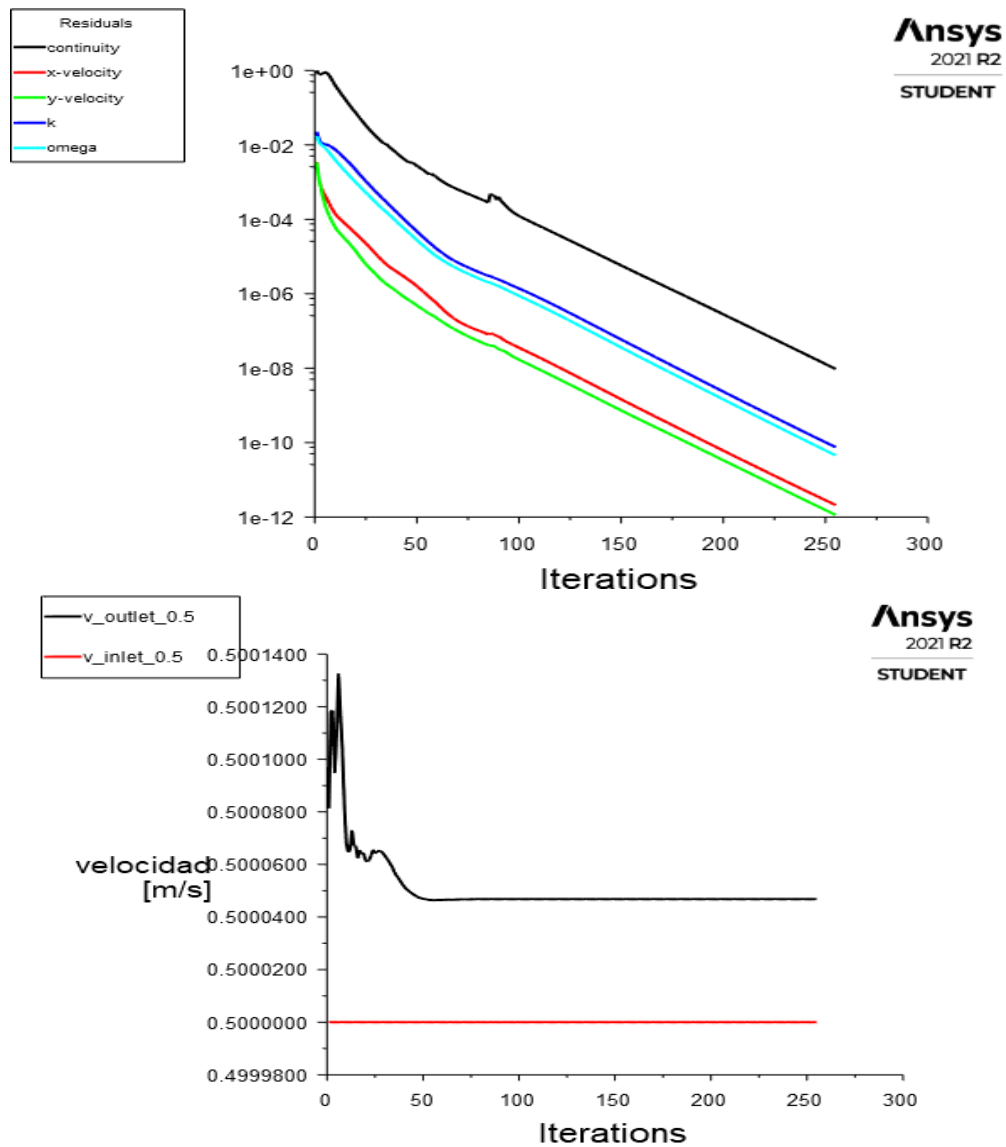 Residuals
continuity
x-velocity
y-velocity
k
omega
Ansys
2021 R2
STUDENT
1e+00
1e-02
1e-04
1e-06
1e-08
1e-10
1e-12
0 50 100 150 200 250 300
Iterations
v_outlet_0.5
v_inlet_0.5
Ansys
2021 R2
STUDENT
0.5001400
0.5001200
0.5001000
0.5000800
velocidad
[m/s]
0.5000600
0.5000400
0.5000200
0.5000000
0.4999800
0 50 100 150 200 250 300
Iterations